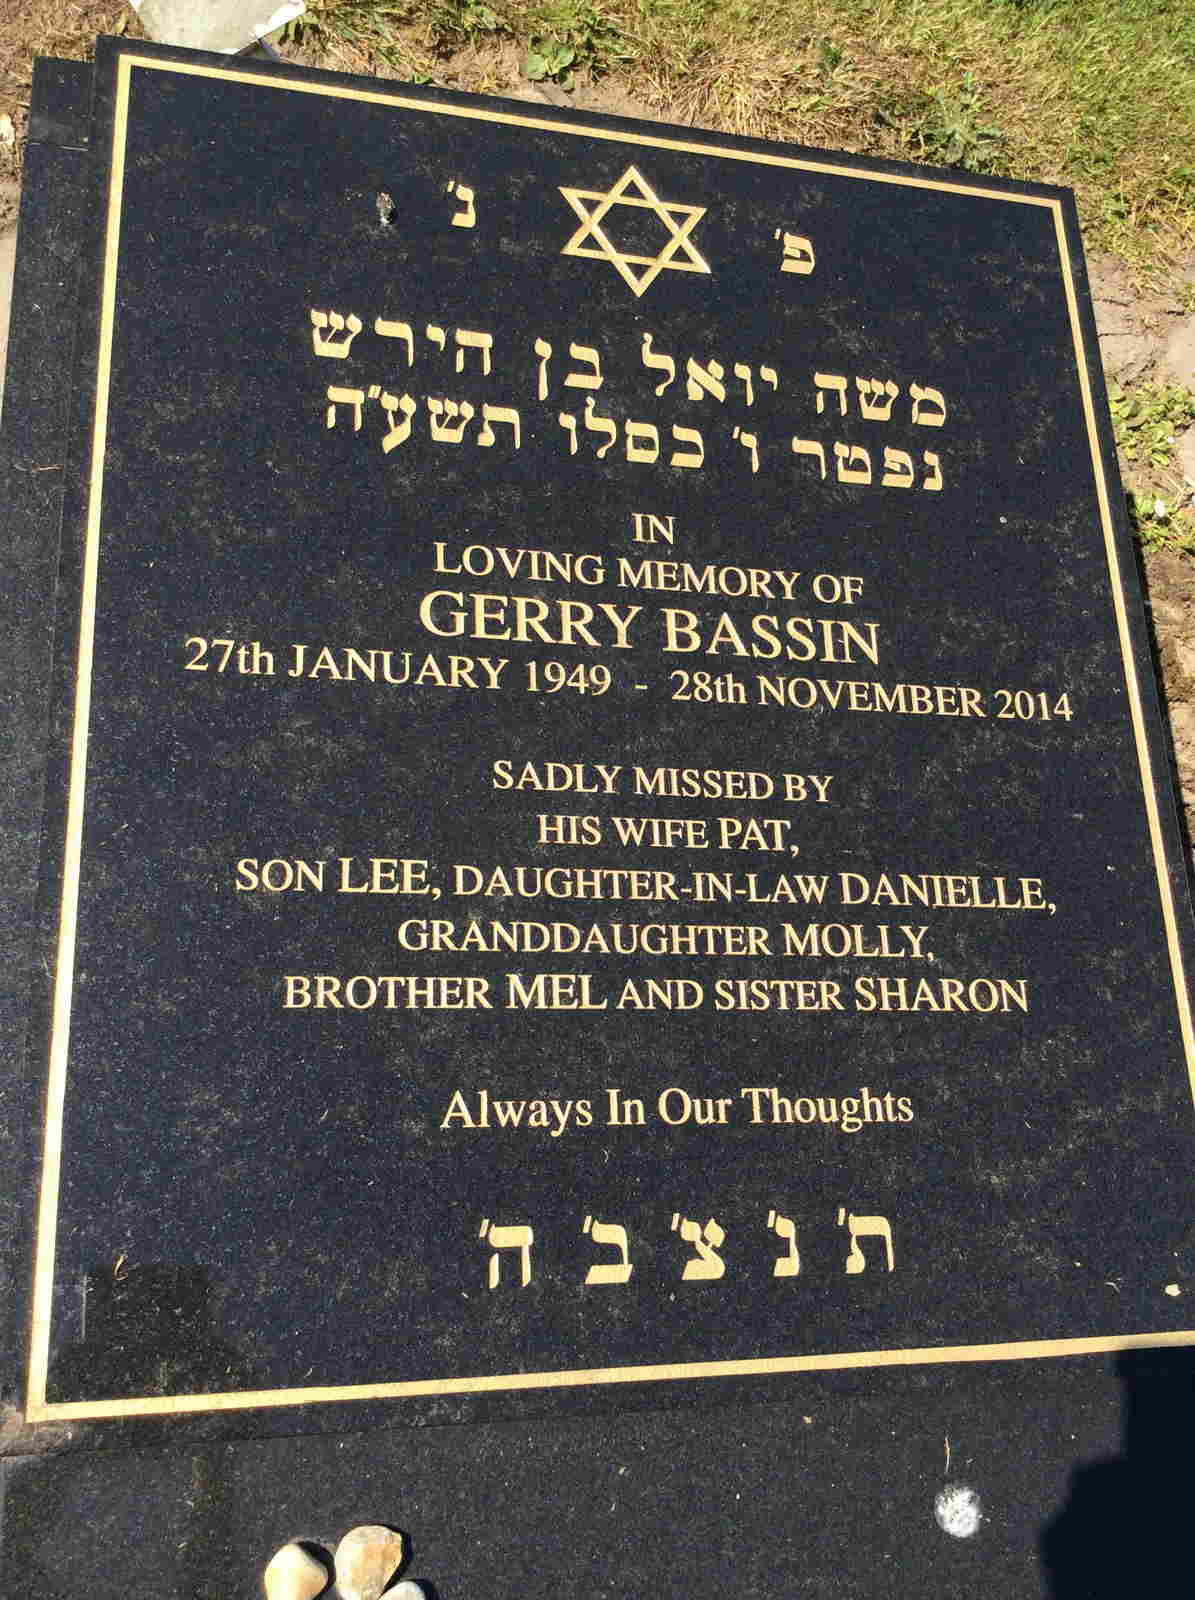 פ' נ'
משה יואל בן הירש
נפטר ו' כסלו תשע"ה
IN
LOVING MEMORY OF
GERRY BASSIN
27th JANUARY 1949 - 28th NOVEMBER 2014
SADLY MISSED BY
HIS WIFE PAT,
SON LEE, DAUGHTER-IN-LAW DANIELLE,
GRANDDAUGHTER MOLLY,
BROTHER MEL AND SISTER SHARON
Always In Our Thoughts
ת' נ' צ' ב' ה'